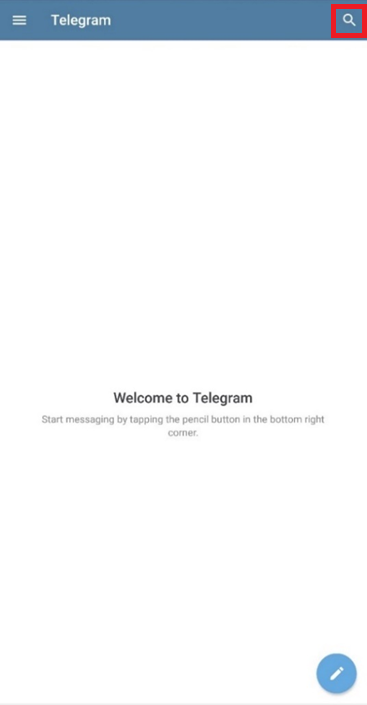 Telegram
Welcome to Telegram
Start messaging by tapping the pencil button in the bottom right
corner.